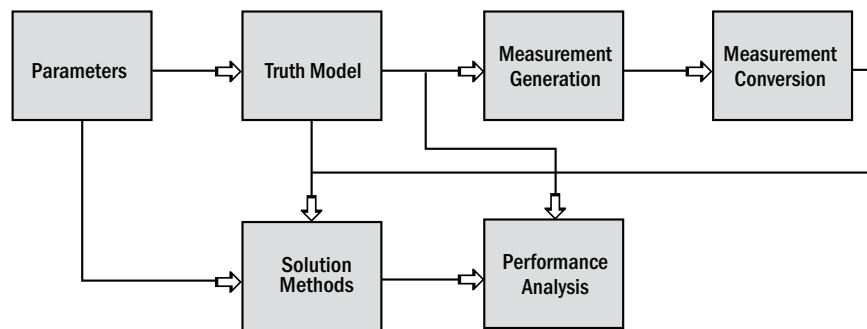 Parameters
Truth Model
Measurement
Generation
Measurement
Conversion
Solution
Methods
Performance
Analysis